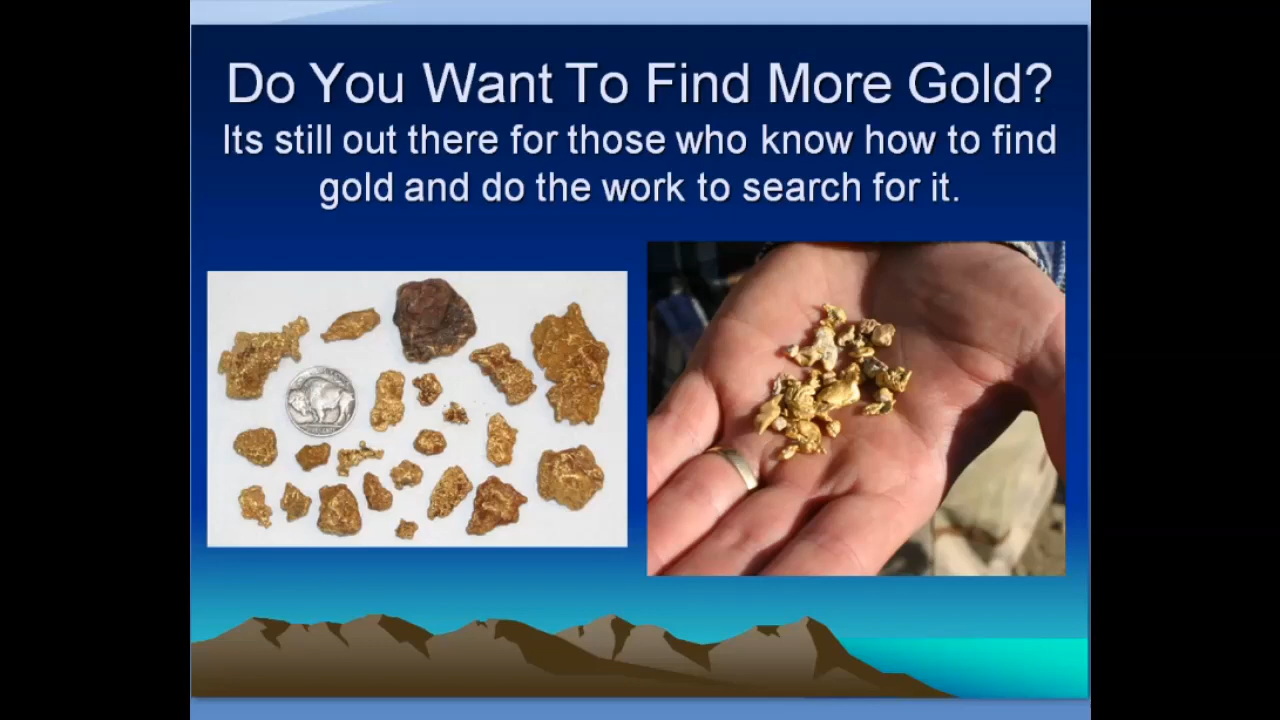 Do You Want To Find More Gold?
Its still out there for those who know how to find
gold and do the work to search for it.